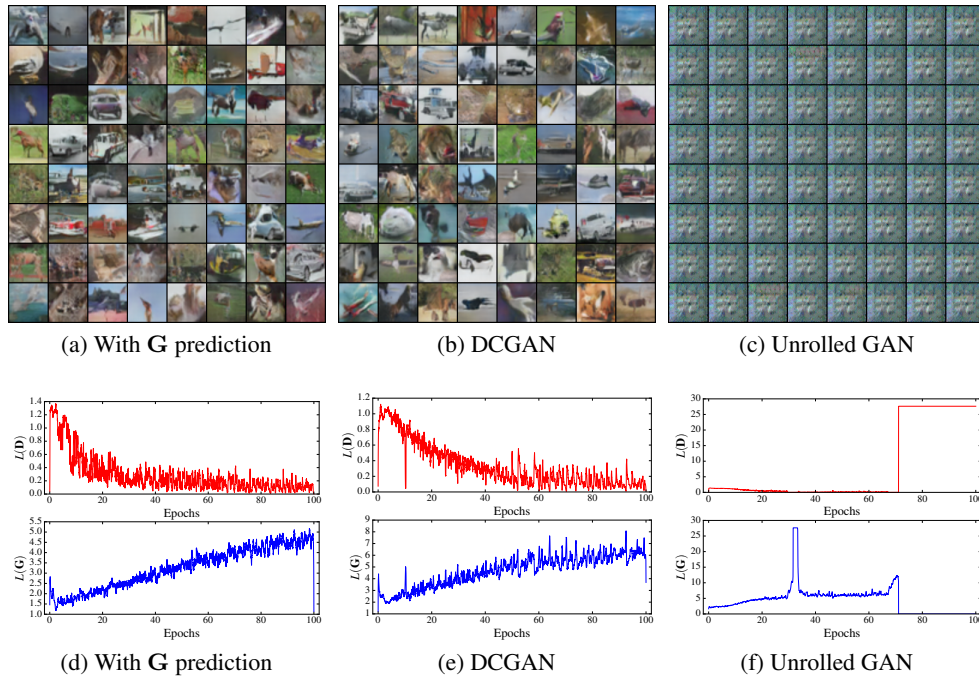 (a) With G prediction
(b) DCGAN
(c) Unrolled GAN
1.4
1.2
1.0
0.8
0.6
0.4
0.2
0.0
L(D)
0 20 40 60 80 100
Epochs
1.2
1.0
0.8
0.6
0.4
0.2
0.0
L(D)
0 20 40 60 80 100
Epochs
30
25
20
15
10
5
0
L(D)
0 20 40 60 80 100
Epochs
5.5
5.0
4.5
4.0
3.5
3.0
2.5
2.0
1.5
1.0
L(G)
0 20 40 60 80 100
Epochs
9
8
7
6
5
4
3
2
1
L(G)
0 20 40 60 80 100
Epochs
30
25
20
15
10
5
0
L(G)
0 20 40 60 80 100
Epochs
(d) With G prediction
(e) DCGAN
(f) Unrolled GAN